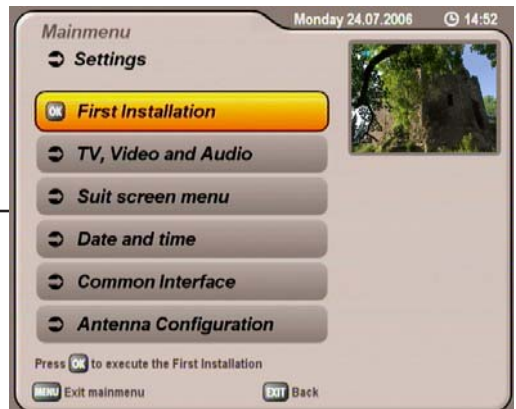 Monday 24.07.2006 14:52
Mainmenu
Settings
OK First Installation
TV, Video and Audio
Suit screen menu
Date and time
Common Interface
Antenna Configuration
Press OK to execute the First Installation
MENU Exit mainmenu EXIT Back